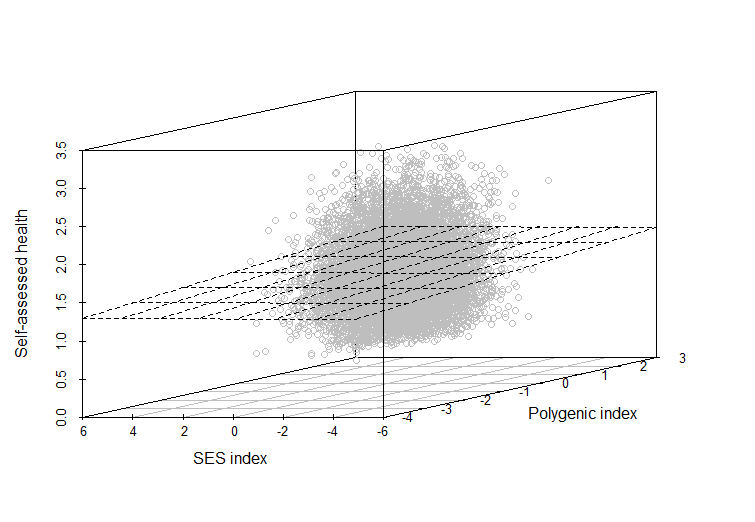 Self-assessed health
3.5
3.0
2.5
2.0
1.5
1.0
0.5
0.0
6 4 2 0 -2 -4 -6
SES index
-4 -3 -2 -1 0 1 2 3
Polygenic index